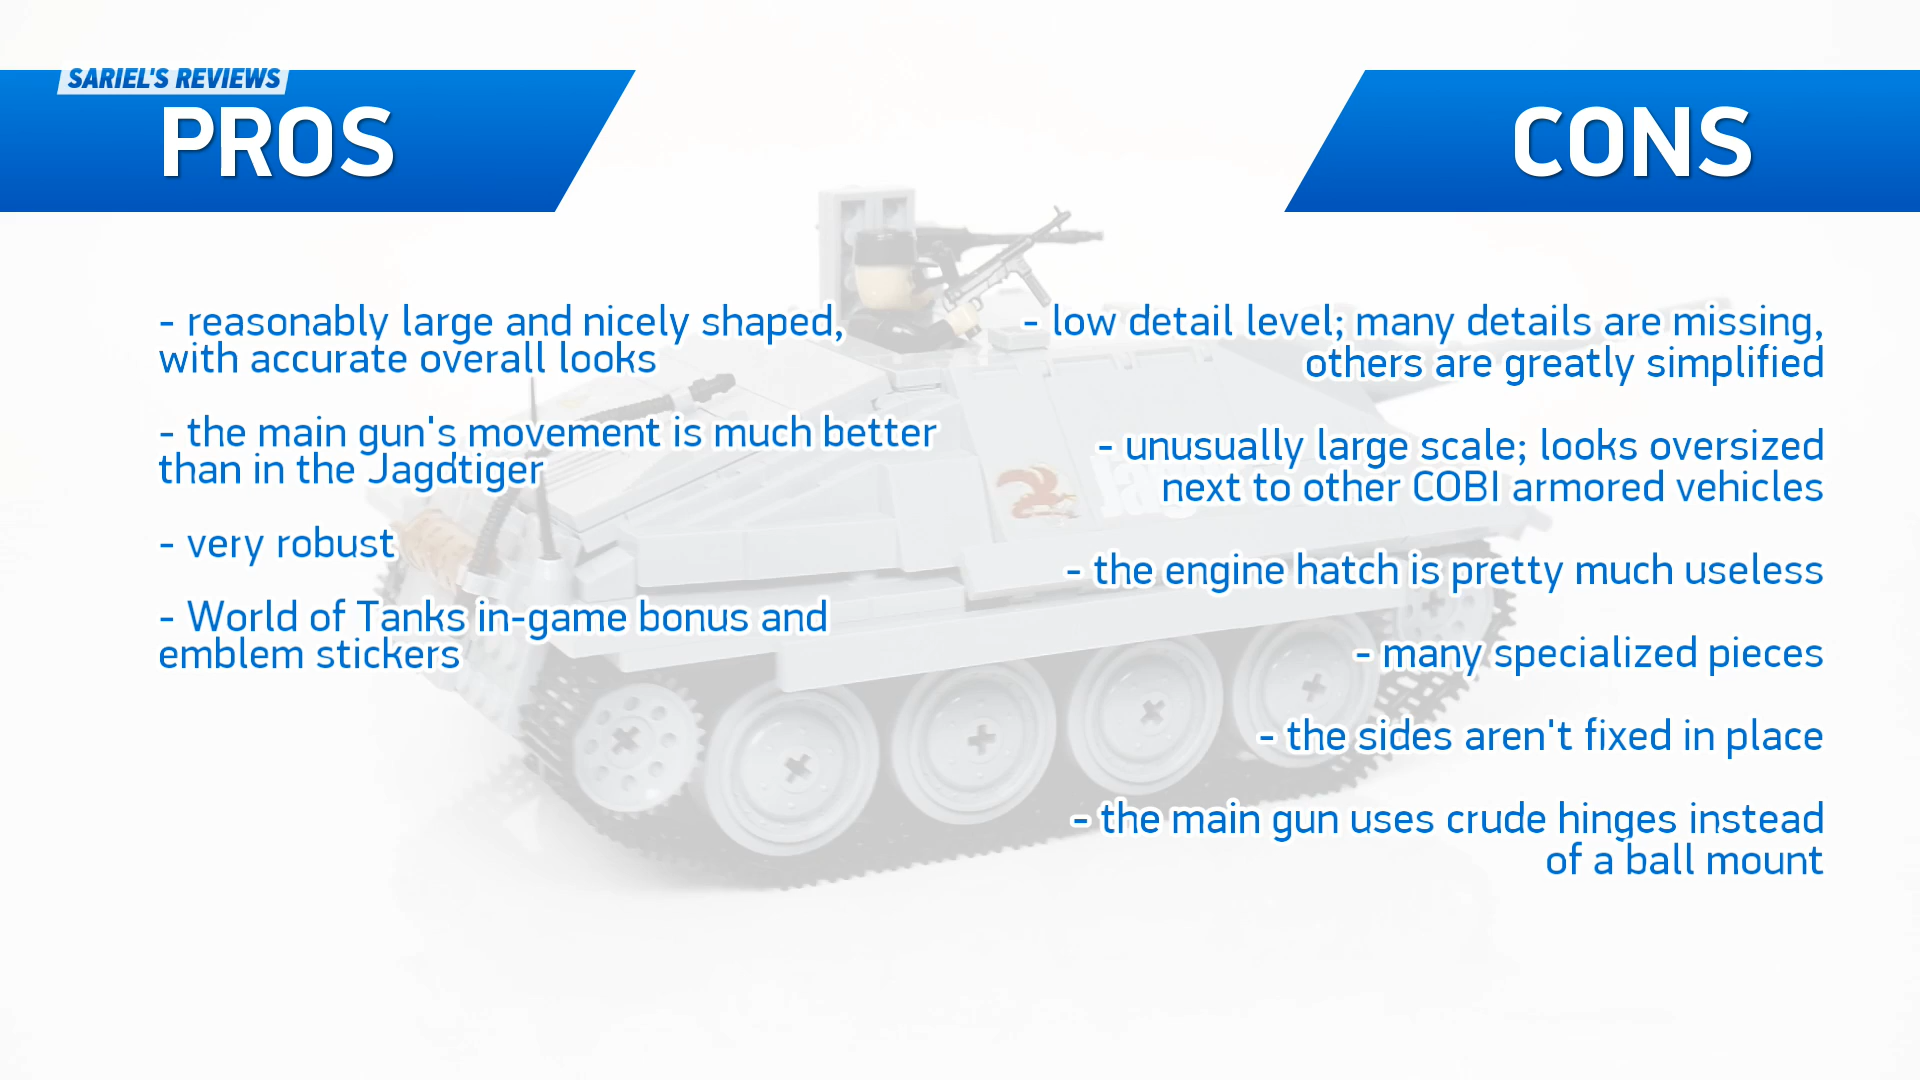 SARIEL'S REVIEWS
PROS
- reasonably large and nicely shaped,
with accurate overall looks
- the main gun's movement is much better
than in the Jagdtiger
- very robust
- World of Tanks in-game bonus and
emblem stickers
CONS
- low detail level; many details are missing,
others are greatly simplified
- unusually large scale; looks oversized
next to other COBI armored vehicles
- the engine hatch is pretty much useless
- many specialized pieces
- the sides aren't fixed in place
- the main gun uses crude hinges instead
of a ball mount